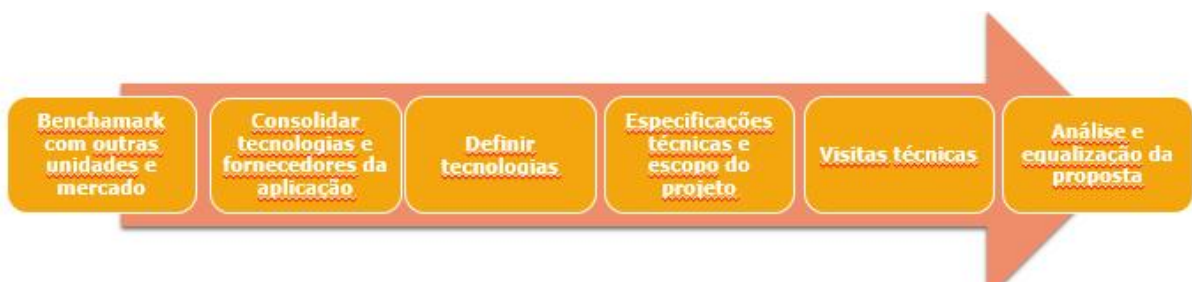 Benchamark
com outras
unidades e
mercado
Consolidar
tecnologias e
fornecedores da
aplicação
Definir
tecnologias
Especificações
técnicas e
escopo do
projeto
Visitas técnicas
Análise e
equalização da
proposta